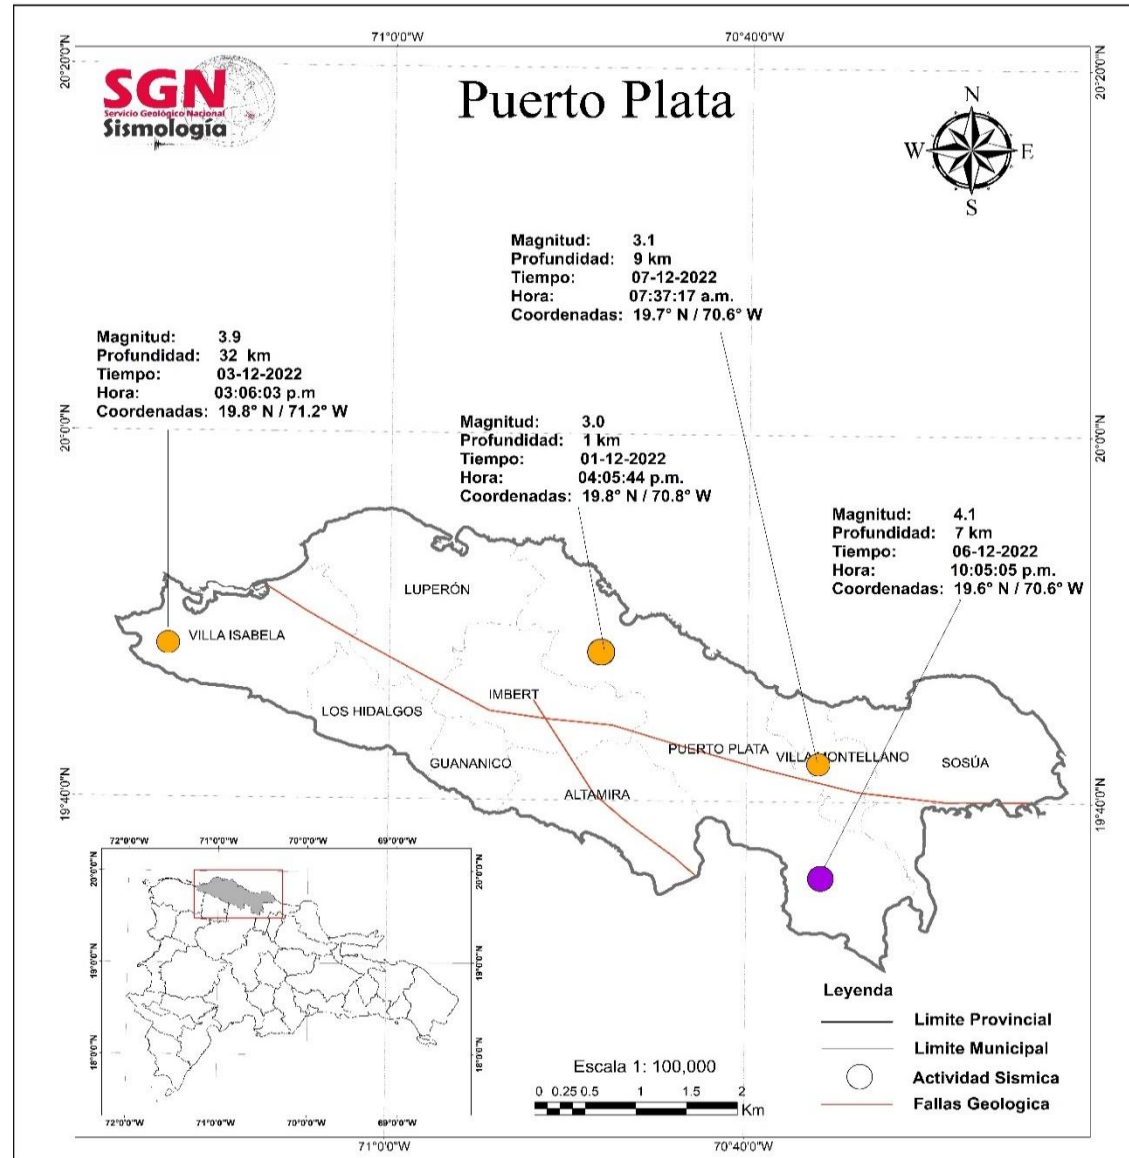 71°0'0"W 70°40'0"W
20°20'0"N 20°20'0"N
SGN
Servicio Geológico Nacional
Sismología
Puerto Plata
N
W E
S
Magnitud: 3.1
Profundidad: 9 km
Tiempo: 07-12-2022
Hora: 07:37:17 a.m.
Coordenadas: 19.7° N / 70.6° W
Magnitud: 3.9
Profundidad: 32 km
Tiempo: 03-12-2022
Hora: 03:06:03 p.m
Coordenadas: 19.8° N / 71.2° W
Magnitud: 3.0
Profundidad: 1 km
Tiempo: 01-12-2022
Hora: 04:05:44 p.m.
Coordenadas: 19.8° N / 70.8° W
20°0'0"N 20°0'0"N
Magnitud: 4.1
Profundidad: 7 km
Tiempo: 06-12-2022
Hora: 10:05:05 p.m.
Coordenadas: 19.6° N / 70.6° W
LUPERÓN
VILLA ISABELA
IMBERT
LOS HIDALGOS
PUERTO PLATA
VILLA MONTELLANO
SOSÚA
GUANANICO
ALTAMIRA
19°40'0"N 19°40'0"N
72°0'0"W 71°0'0"W 70°0'0"W 69°0'0"W
20°0'0"N 20°0'0"N
19°0'0"N 19°0'0"N
18°0'0"N 18°0'0"N
72°0'0"W 71°0'0"W 70°0'0"W 69°0'0"W
Leyenda
Limite Provincial
Limite Municipal
Actividad Sismica
Fallas Geologica
Escala 1: 100,000
0 0.25 0.5 1 1.5 2
Km
71°0'0"W 70°40'0"W